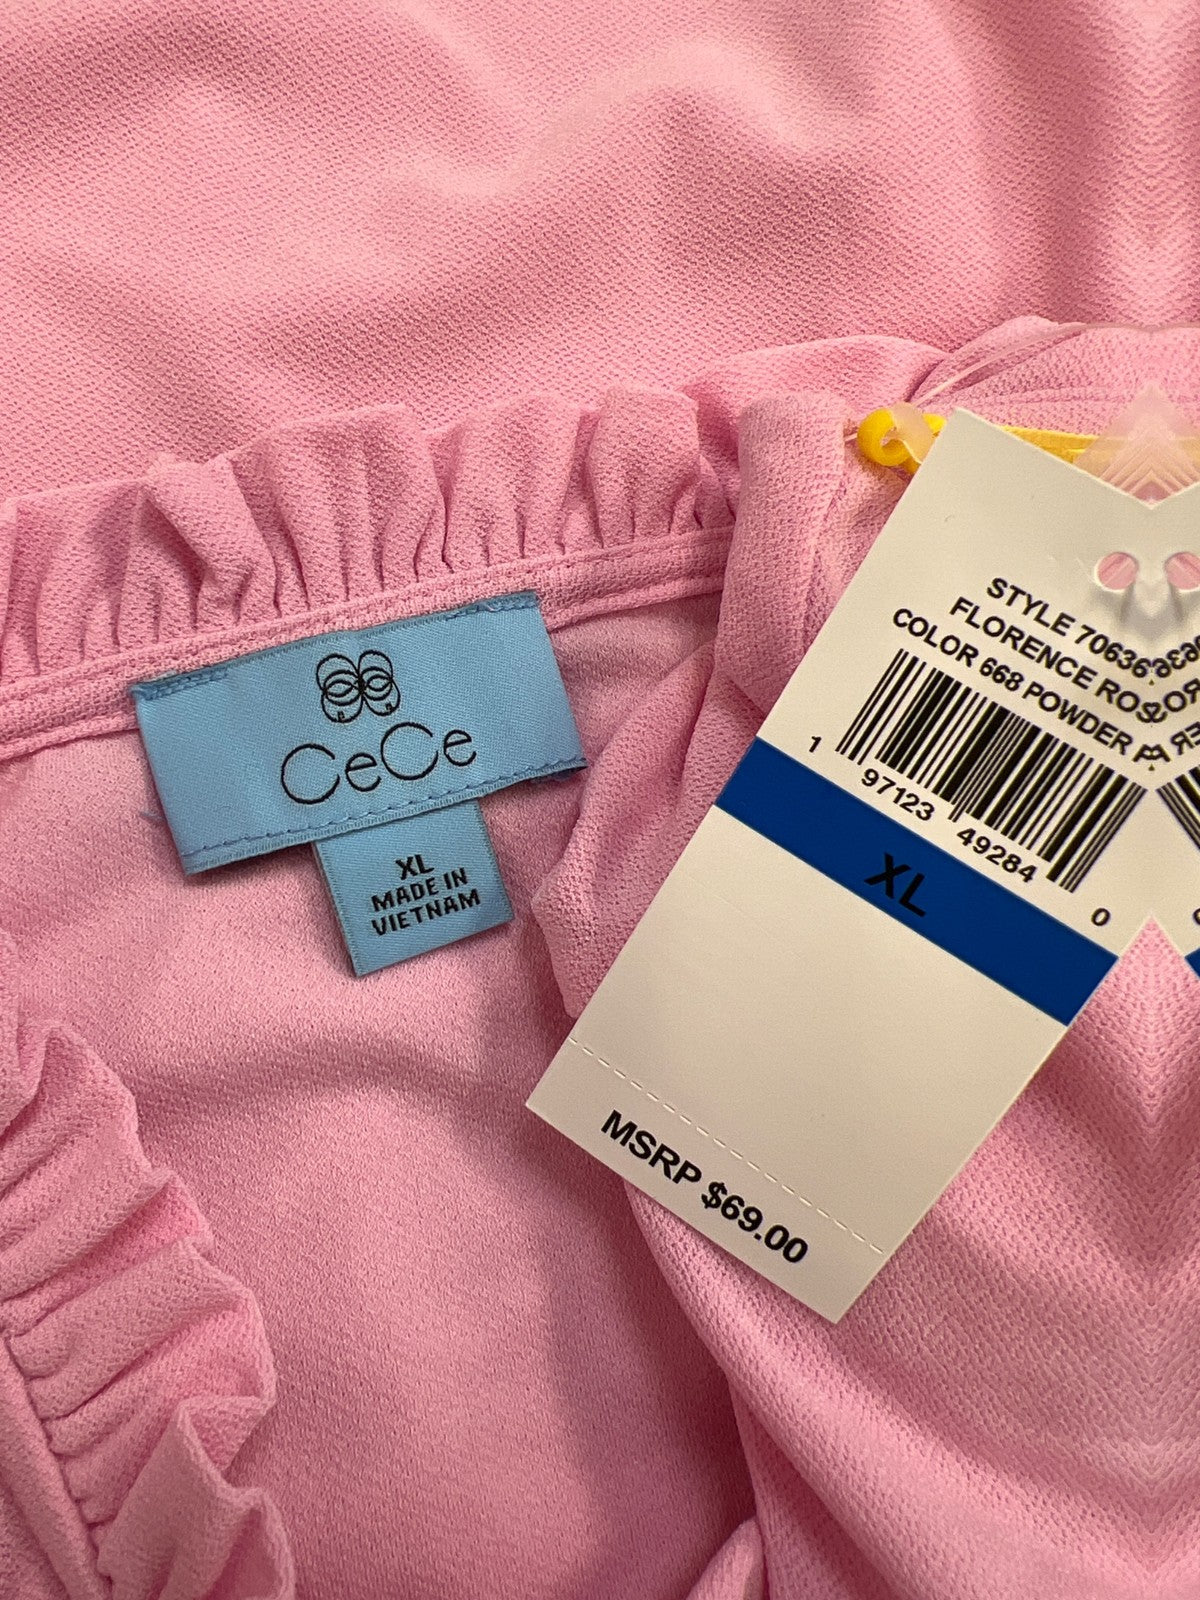 CeCe
XL
MADE IN
VIETNAM
STYLE 70636
FLORENCE
COLOR 668 POWDER
1 97123 49284 0
XL
MSRP $69.00